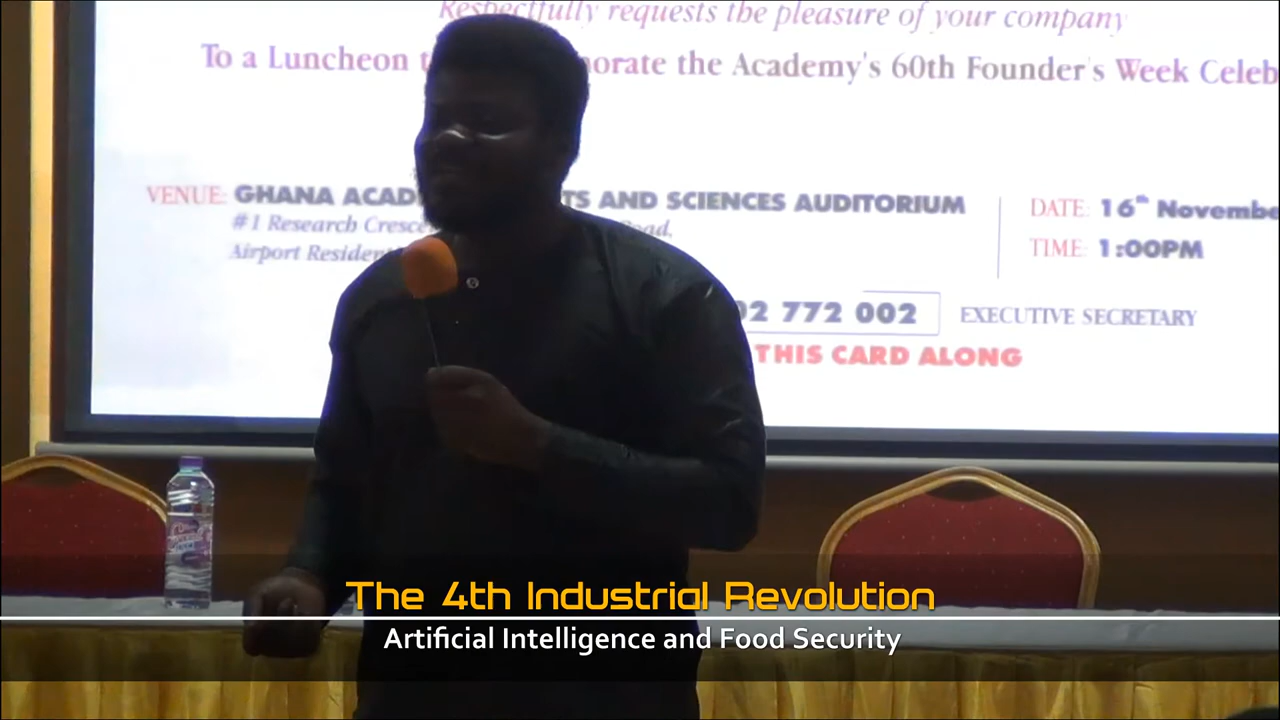 Respectfully requests the pleasure of your company
To a Luncheon t orate the Academy's 60th Founder's Week Celeb
VENUE: GHANA ACAD TS AND SCIENCES AUDITORIUM
#1 Research Cresce oad,
Airport Resident
DATE: 16th Novembe
TIME: 1:00PM
02 772 002 EXECUTIVE SECRETARY
THIS CARD ALONG
The 4th Industrial Revolution
Artificial Intelligence and Food Security